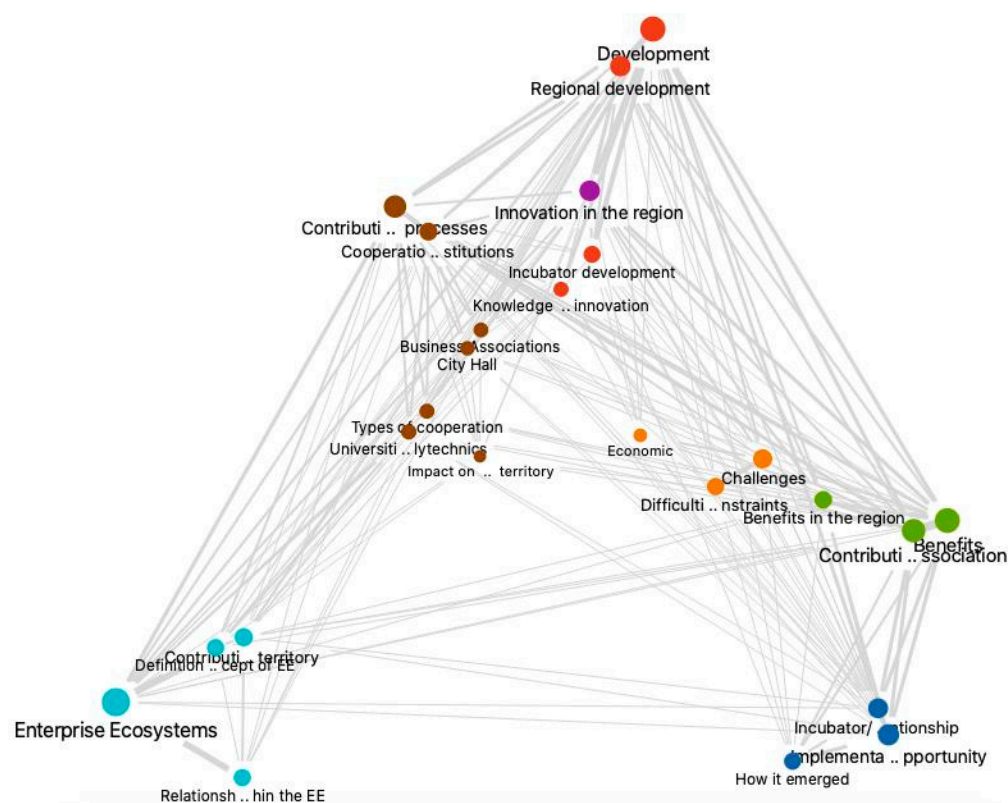 Development
Regional development
Innovation in the region
Contributi .. processes
Cooperatio .. stitutions
Incubator development
Knowledge .. innovation
Business Associations
City Hall
Types of cooperation
Universiti .. lytechnics
Economic
Impact on .. territory
Challenges
Difficulti .. nstraints
Benefits in the region
Benefits
Contributi .. ssociation
Contributi .. territory
Definition .. cept of EE
Enterprise Ecosystems
Incubator/ .. ationship
Implementa .. pportunity
How it emerged
Relationsh .. hin the EE